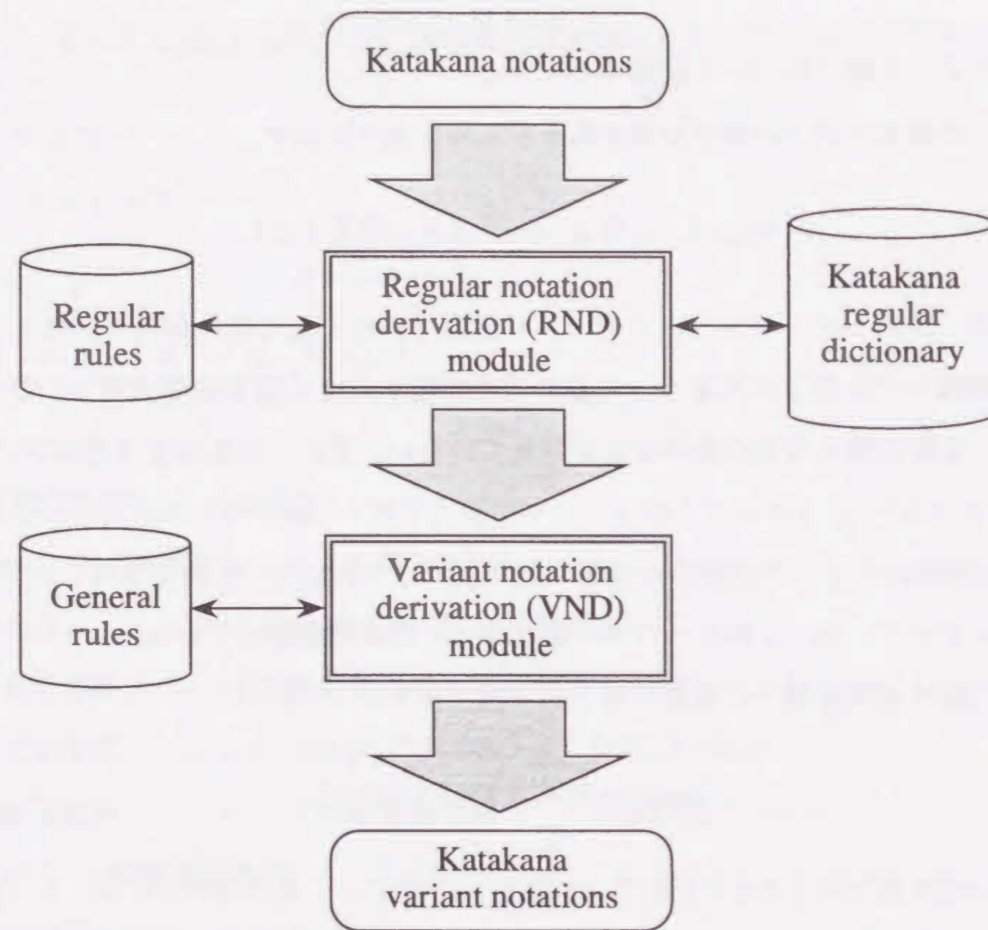 Katakana notations
Regular
rules
Regular notation
derivation (RND)
module
Katakana
regular
dictionary
General
rules
Variant notation
derivation (VND)
module
Katakana
variant notations